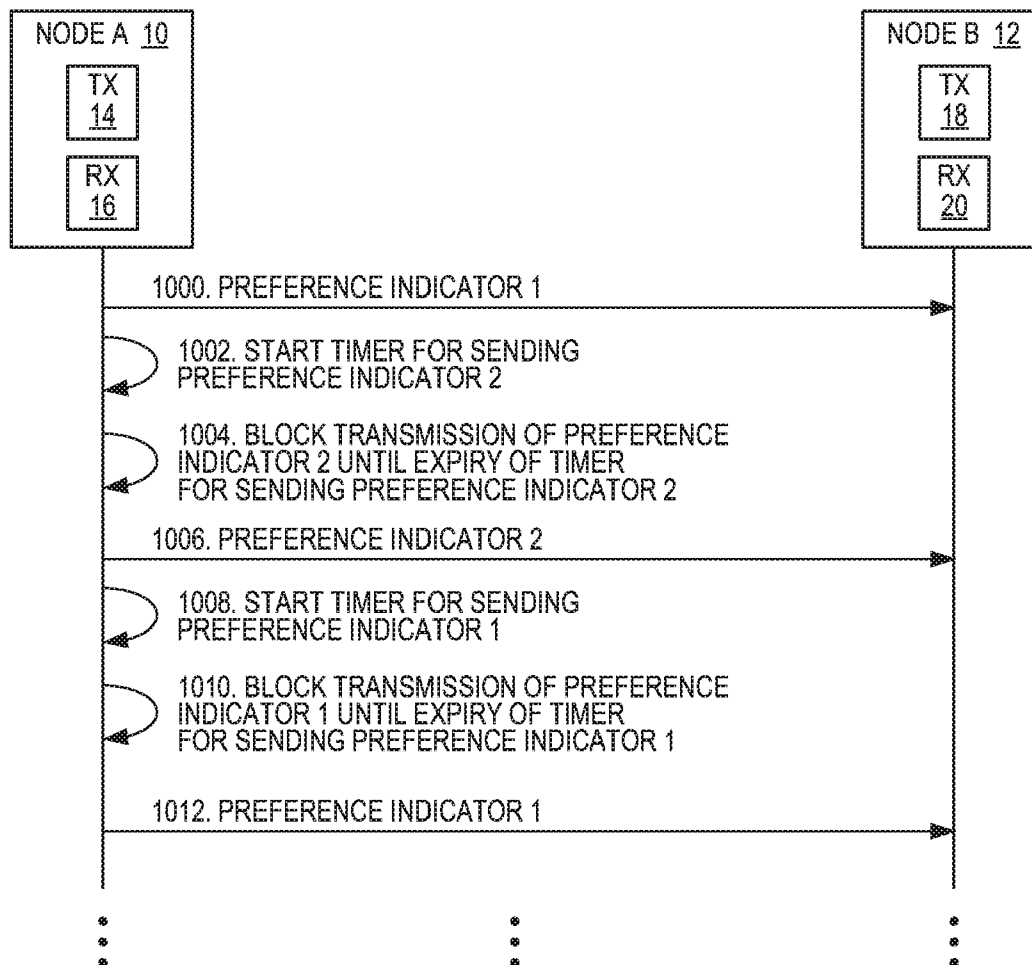 NODE A 10
TX
14
RX
16
NODE B 12
TX
18
RX
20
1000. PREFERENCE INDICATOR 1
1002. START TIMER FOR SENDING
PREFERENCE INDICATOR 2
1004. BLOCK TRANSMISSION OF PREFERENCE
INDICATOR 2 UNTIL EXPIRY OF TIMER
FOR SENDING PREFERENCE INDICATOR 2
1006. PREFERENCE INDICATOR 2
1008. START TIMER FOR SENDING
PREFERENCE INDICATOR 1
1010. BLOCK TRANSMISSION OF PREFERENCE
INDICATOR 1 UNTIL EXPIRY OF TIMER
FOR SENDING PREFERENCE INDICATOR 1
1012. PREFERENCE INDICATOR 1